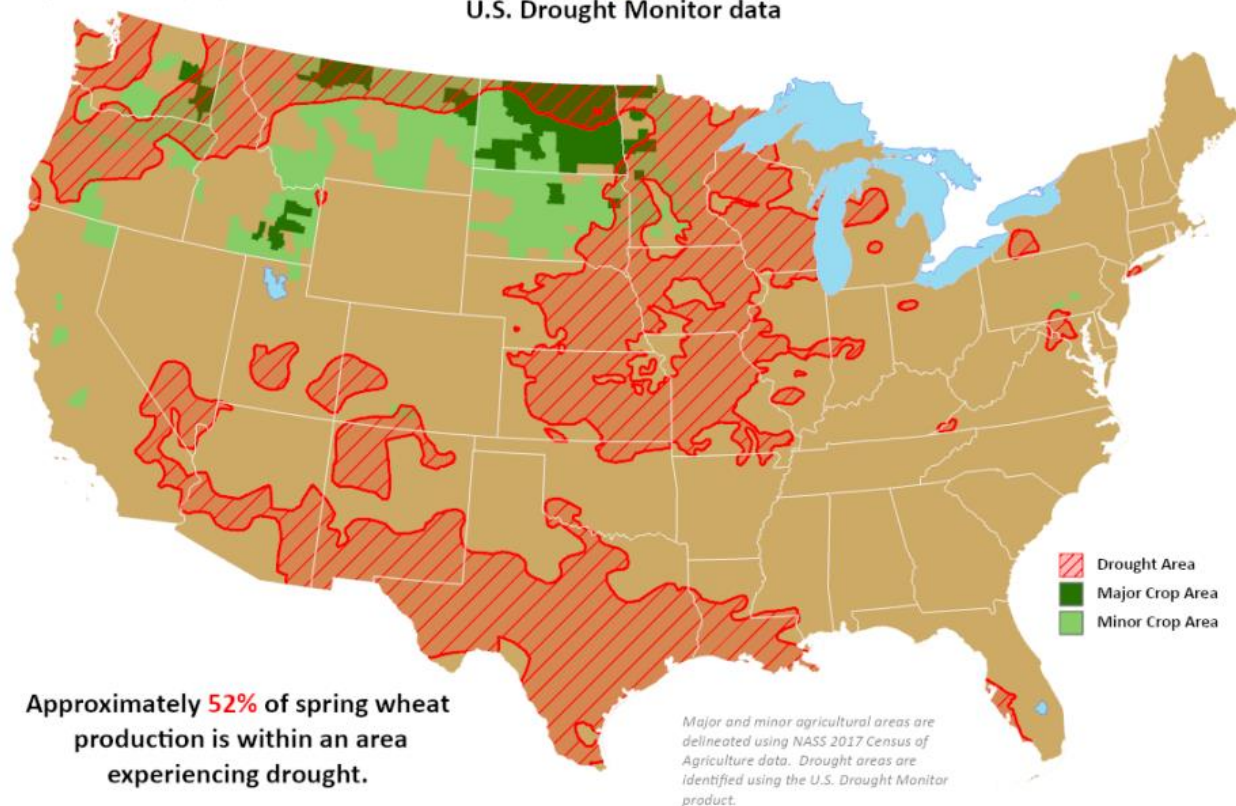 U.S. Drought Monitor data
Drought Area
Major Crop Area
Minor Crop Area
Approximately 52% of spring wheat
production is within an area
experiencing drought.
Major and minor agricultural areas are
delineated using NASS 2017 Census of
Agriculture data. Drought areas are
identified using the U.S. Drought Monitor
product.